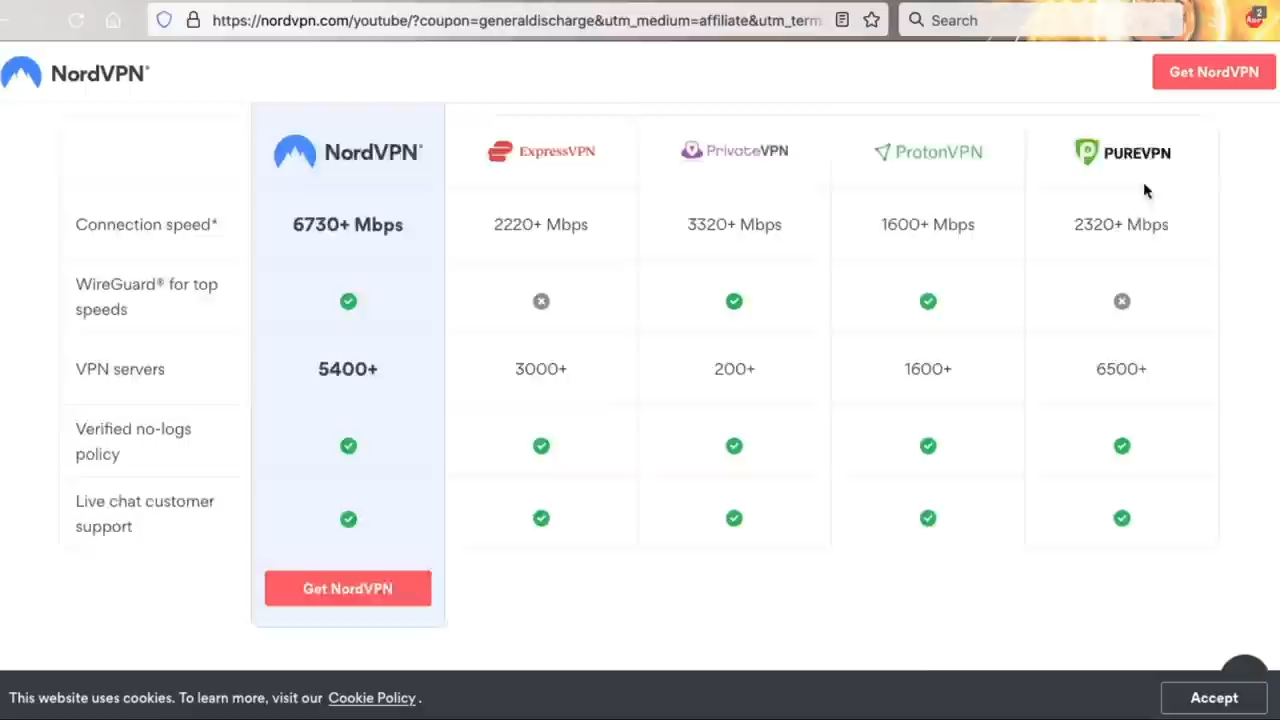 https://nordvpn.com/youtube/?coupon=generaldischarge&utm_medium=affiliate&utm_term
Search
2
NordVPN®
Get NordVPN
NordVPN® ExpressVPN PrivateVPN ProtonVPN PUREVPN
Connection speed* 6730+ Mbps 2220+ Mbps 3320+ Mbps 1600+ Mbps 2320+ Mbps
WireGuard® for top
speeds
VPN servers 5400+ 3000+ 200+ 1600+ 6500+
Verified no-logs
policy
Live chat customer
support
Get NordVPN
This website uses cookies. To learn more, visit our Cookie Policy.
Accept